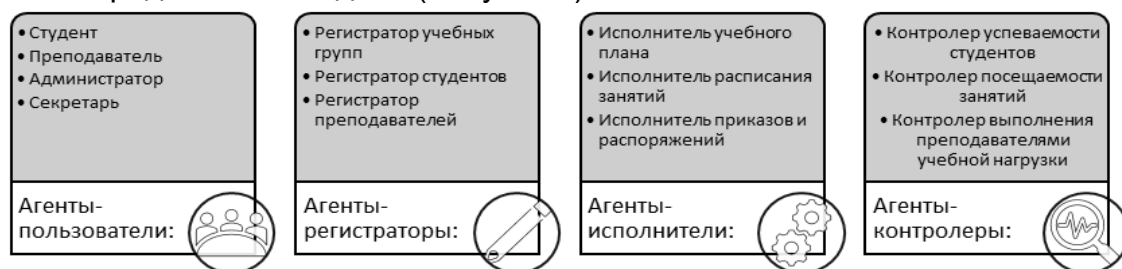 • Студент
• Преподаватель
• Администратор
• Секретарь
Агенты-
пользователи:
• Регистратор учебных
групп
• Регистратор студентов
• Регистратор
преподавателей
Агенты-
регистраторы:
• Исполнитель учебного
плана
• Исполнитель расписания
занятий
• Исполнитель приказов и
распоряжений
Агенты-
исполнители:
• Контролер успеваемости
студентов
• Контролер посещаемости
занятий
• Контролер выполнения
преподавателями
учебной нагрузки
Агенты-
контролеры: